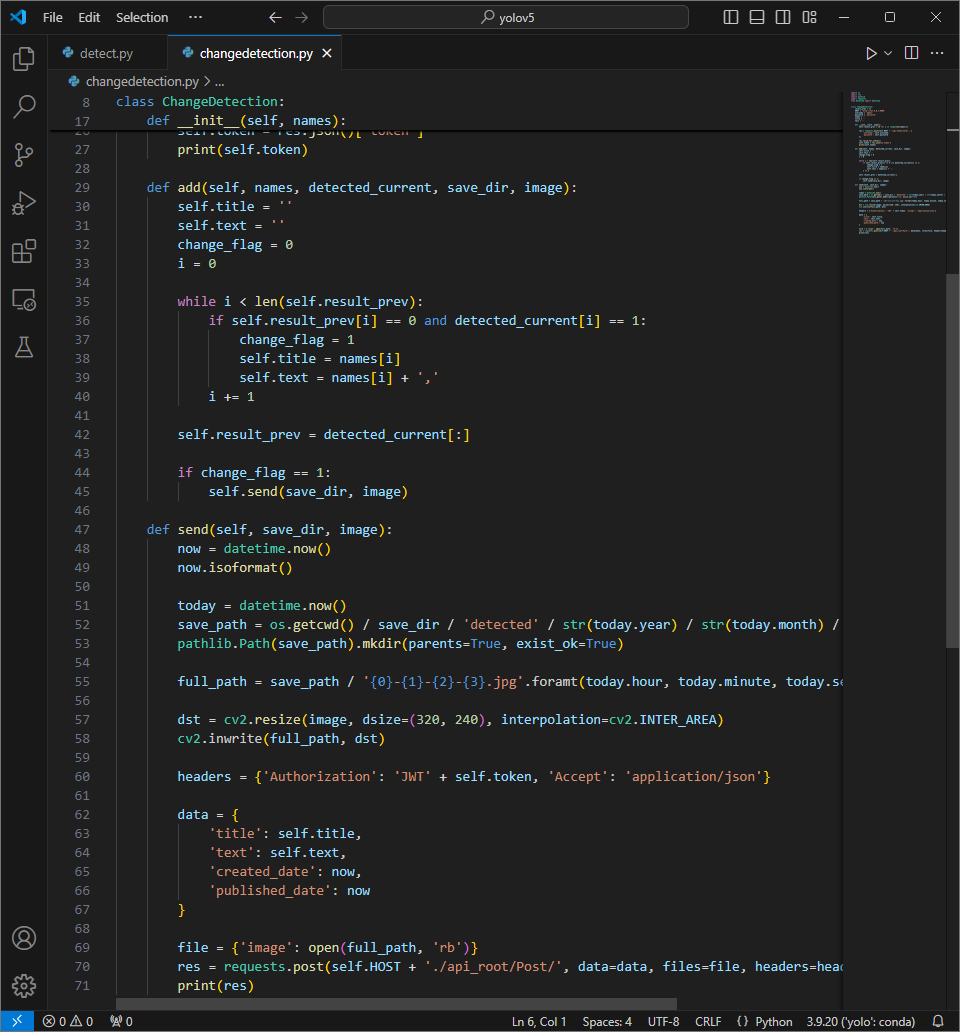 File Edit Selection ··· yolov5
detect.py changedetection.py
changedetection.py > ...
8 class ChangeDetection:
17 def __init__(self, names):
26 self.token = res.json()['token']
27 print(self.token)
28
29 def add(self, names, detected_current, save_dir, image):
30 self.title = ''
31 self.text = ''
32 change_flag = 0
33 i = 0
34
35 while i < len(self.result_prev):
36 if self.result_prev[i] == 0 and detected_current[i] == 1:
37 change_flag = 1
38 self.title = names[i]
39 self.text = names[i] + ','
40 i += 1
41
42 self.result_prev = detected_current[:]
43
44 if change_flag == 1:
45 self.send(save_dir, image)
46
47 def send(self, save_dir, image):
48 now = datetime.now()
49 now.isoformat()
50
51 today = datetime.now()
52 save_path = os.getcwd() / save_dir / 'detected' / str(today.year) / str(today.month) /
53 pathlib.Path(save_path).mkdir(parents=True, exist_ok=True)
54
55 full_path = save_path / '{0}-{1}-{2}-{3}.jpg'.foramt(today.hour, today.minute, today.se
56
57 dst = cv2.resize(image, dsize=(320, 240), interpolation=cv2.INTER_AREA)
58 cv2.inwrite(full_path, dst)
59
60 headers = {'Authorization': 'JWT' + self.token, 'Accept': 'application/json'}
61
62 data = {
63 'title': self.title,
64 'text': self.text,
65 'created_date': now,
66 'published_date': now
67 }
68
69 file = {'image': open(full_path, 'rb')}
70 res = requests.post(self.HOST + './api_root/Post/', data=data, files=file, headers=head
71 print(res)
0 0 0 Ln 6, Col 1 Spaces: 4 UTF-8 CRLF {} Python 3.9.20 ('yolo': conda)